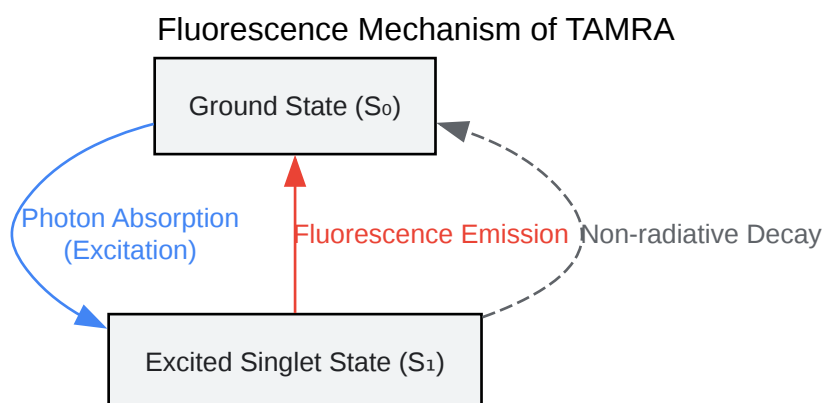 Fluorescence Mechanism of TAMRA
Ground State (S₀)
Photon Absorption
(Excitation)
Fluorescence Emission
Non-radiative Decay
Excited Singlet State (S₁)